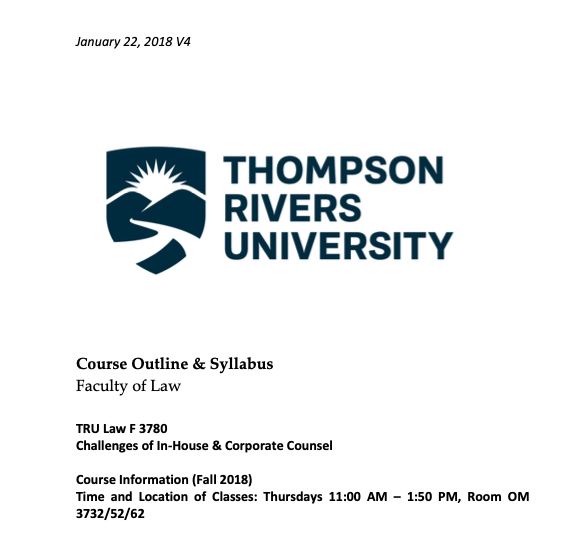 January 22, 2018 V4
THOMPSON
RIVERS
UNIVERSITY
Course Outline & Syllabus
Faculty of Law
TRU Law F 3780
Challenges of In-House & Corporate Counsel
Course Information (Fall 2018)
Time and Location of Classes: Thursdays 11:00 AM – 1:50 PM, Room OM
3732/52/62